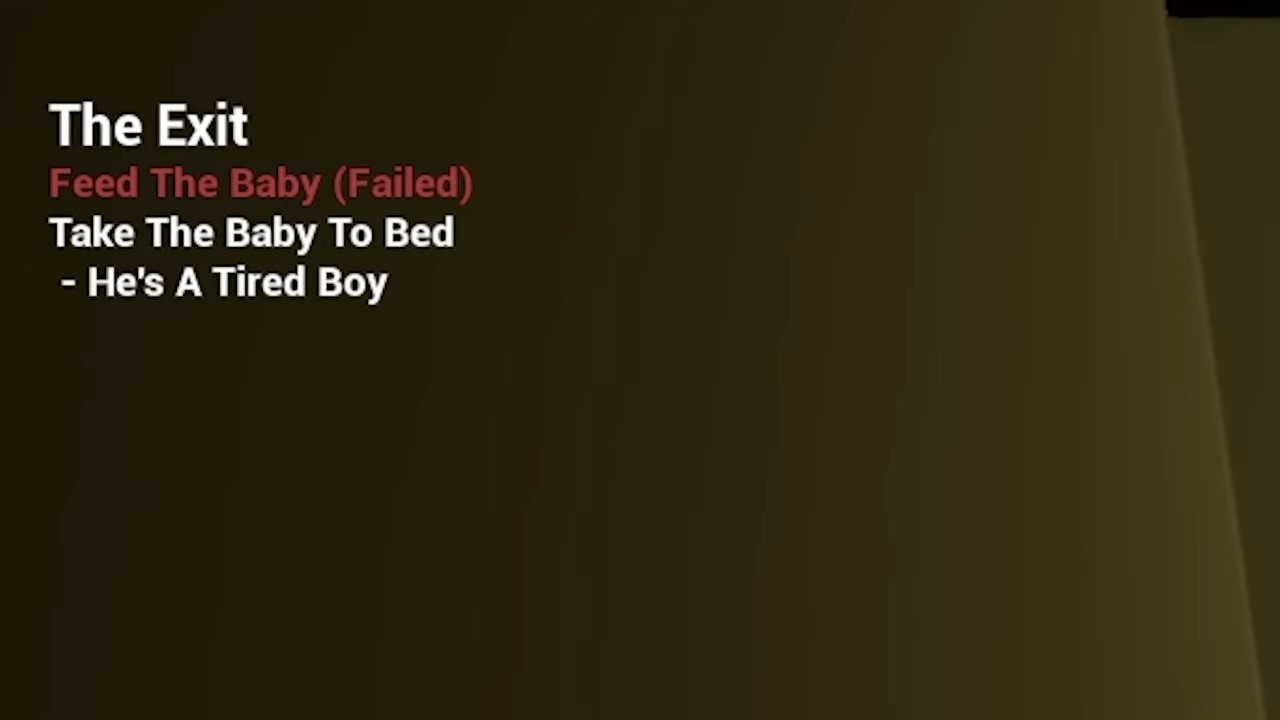 The Exit
Feed The Baby (Failed)
Take The Baby To Bed
- He's A Tired Boy